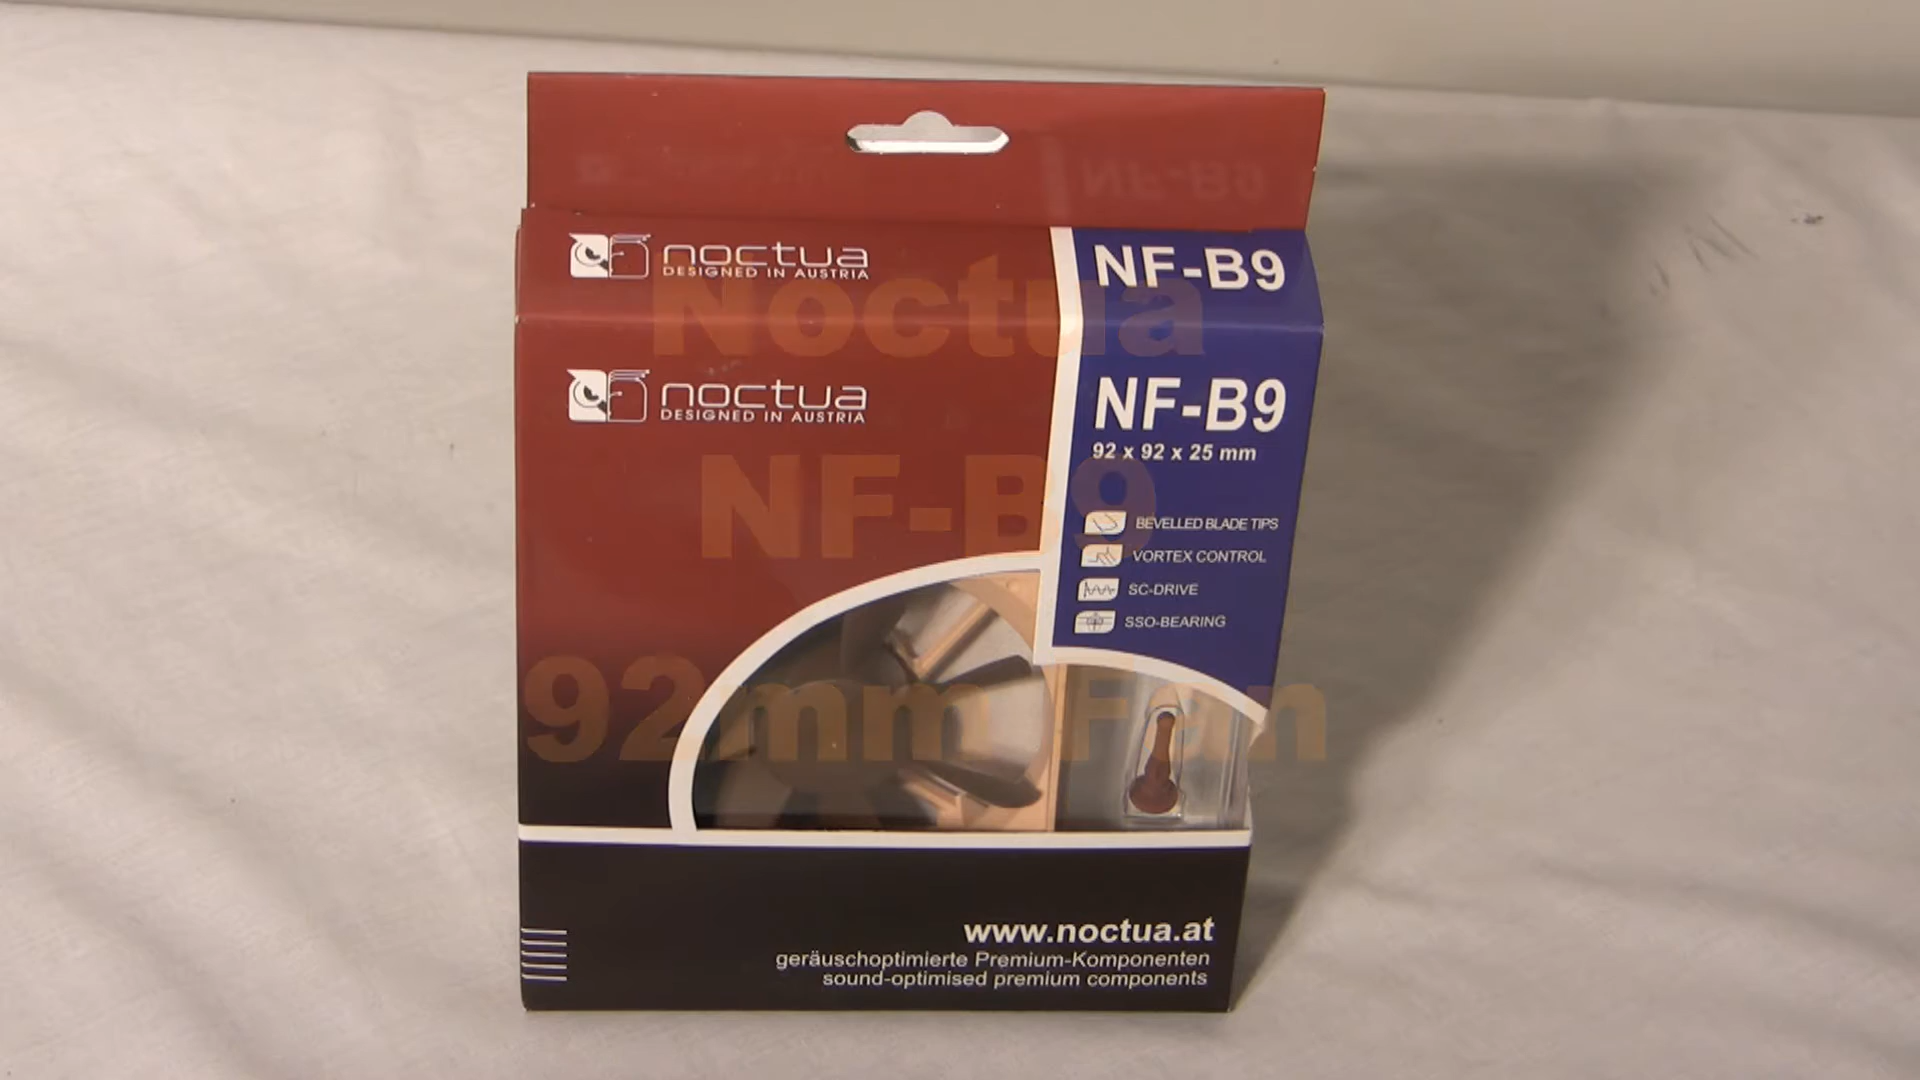 NF-B9
noctua
DESIGNED IN AUSTRIA
NF-B9
Noctua
noctua
DESIGNED IN AUSTRIA
NF-B9
92 x 92 x 25 mm
NF-B9
BEVELLED BLADE TIPS
VORTEX CONTROL
SC-DRIVE
SSO-BEARING
92mm Fan
www.noctua.at
geräuschoptimierte Premium-Komponenten
sound-optimised premium components